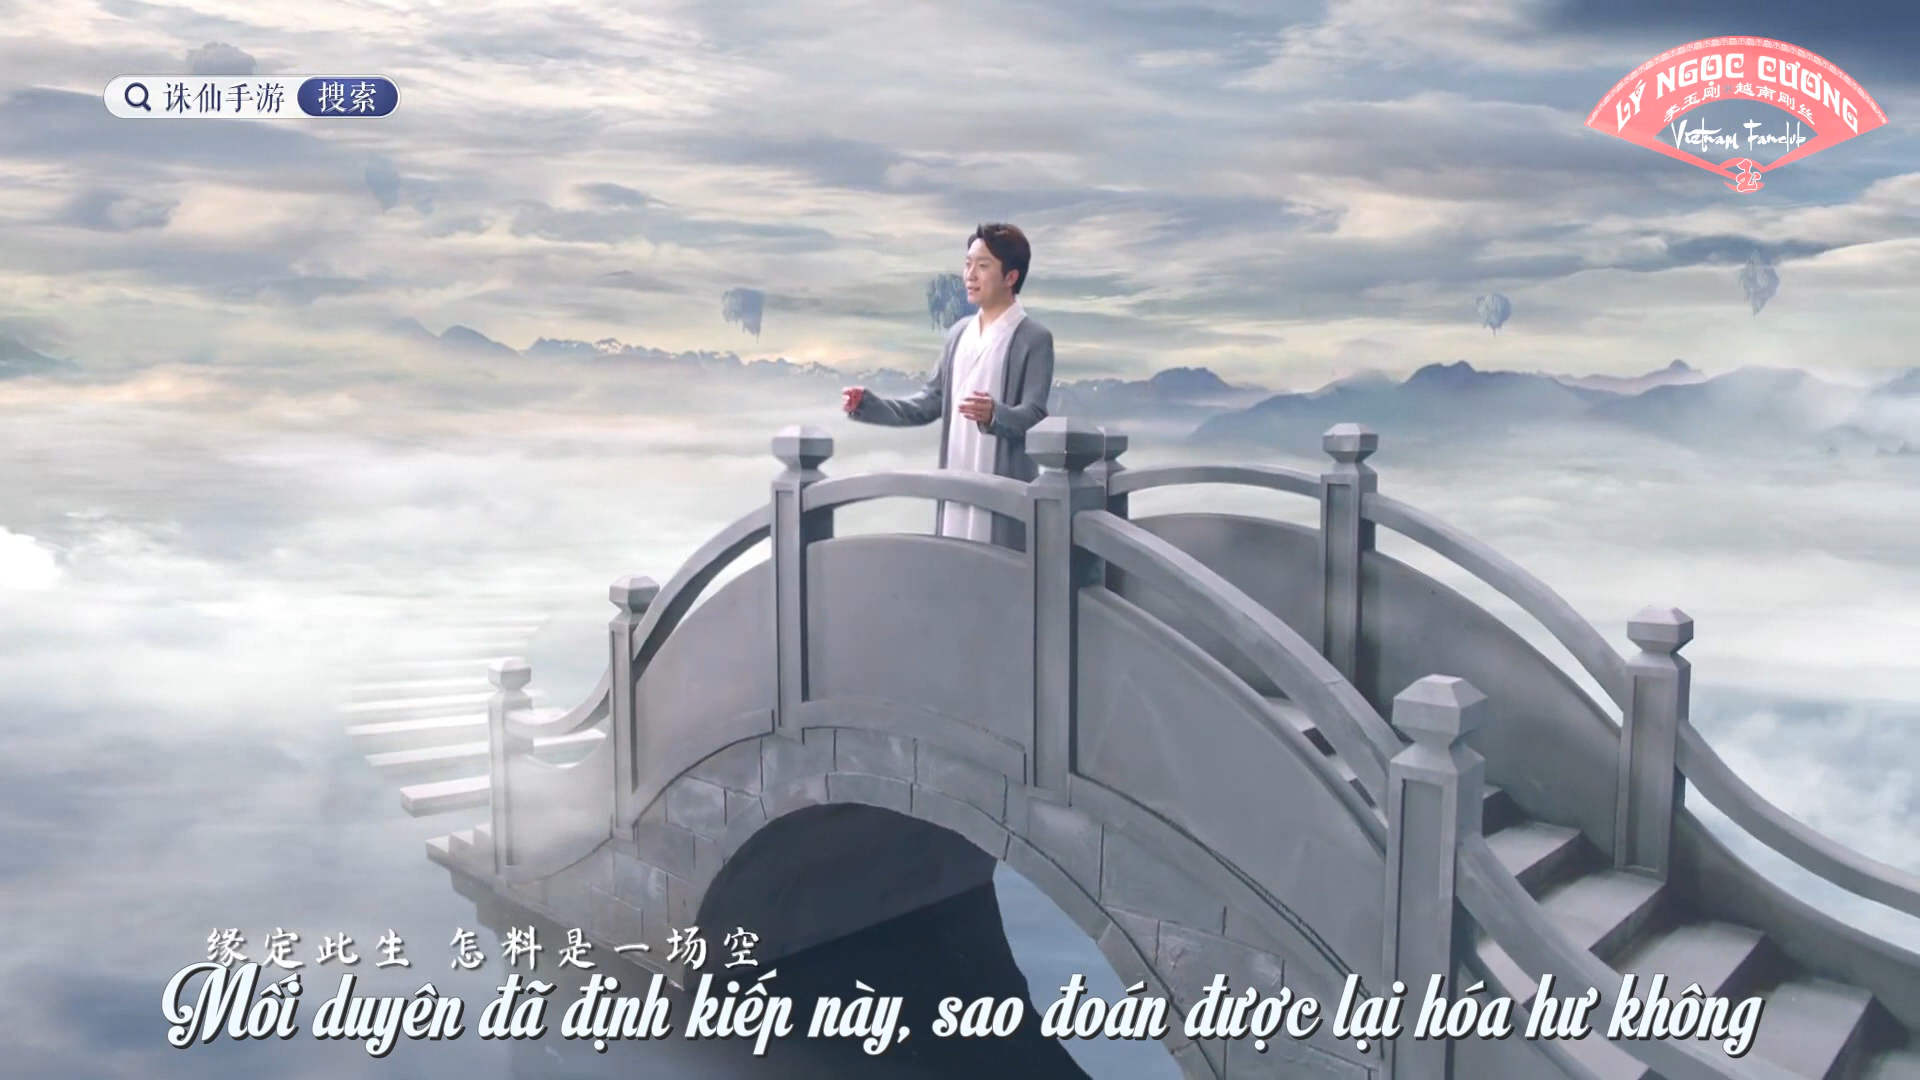 诛仙手游 搜索
LÝ NGỌC CƯƠNG
李玉刚 越南刚丝
Vietnam Fanclub
玉
缘定此生 怎料是一场空
Mối duyên đã định kiếp này, sao đoán được lại hóa hư không